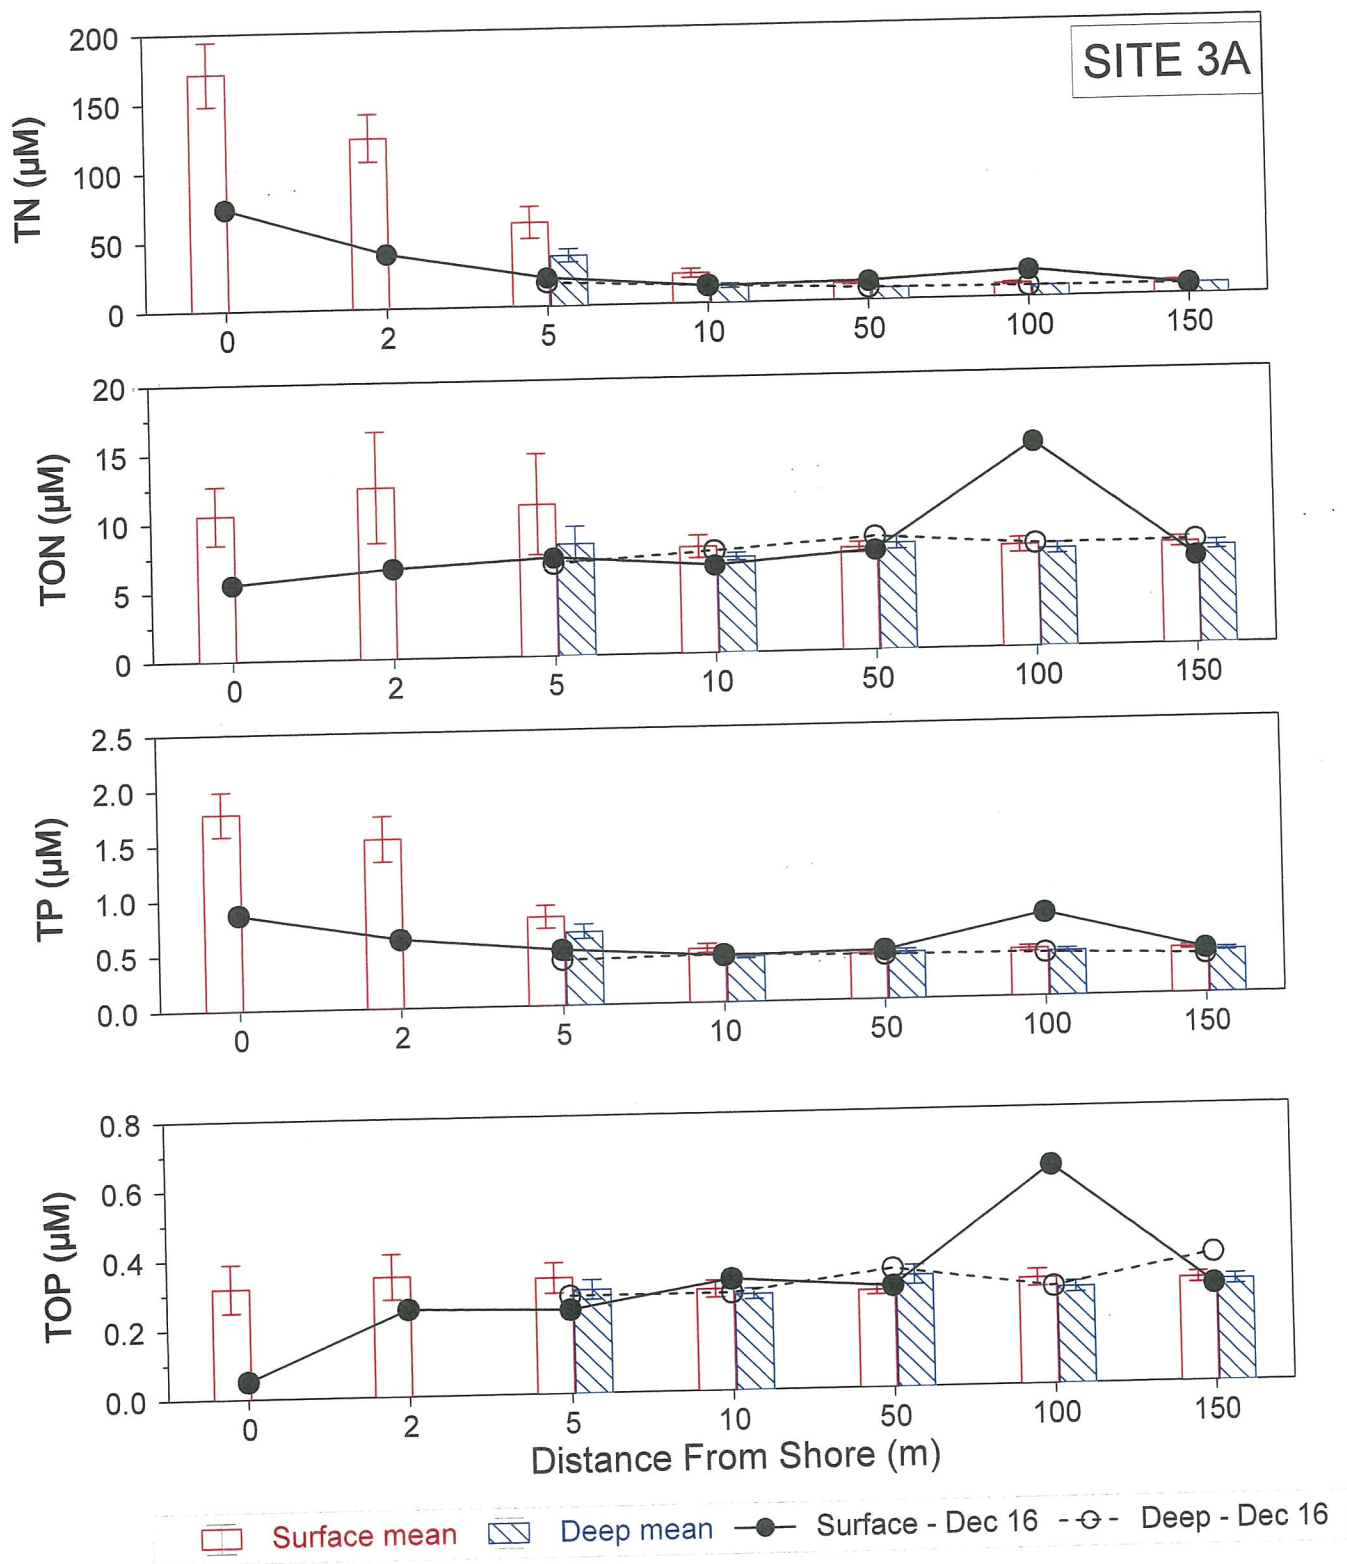 SITE 3A
TN (µM)
200
150
100
50
0
0 2 5 10 50 100 150
TON (µM)
20
15
10
5
0
0 2 5 10 50 100 150
TP (µM)
2.5
2.0
1.5
1.0
0.5
0.0
0 2 5 10 50 100 150
TOP (µM)
0.8
0.6
0.4
0.2
0.0
0 2 5 10 50 100 150
Distance From Shore (m)
Surface mean Deep mean Surface - Dec 16 Deep - Dec 16